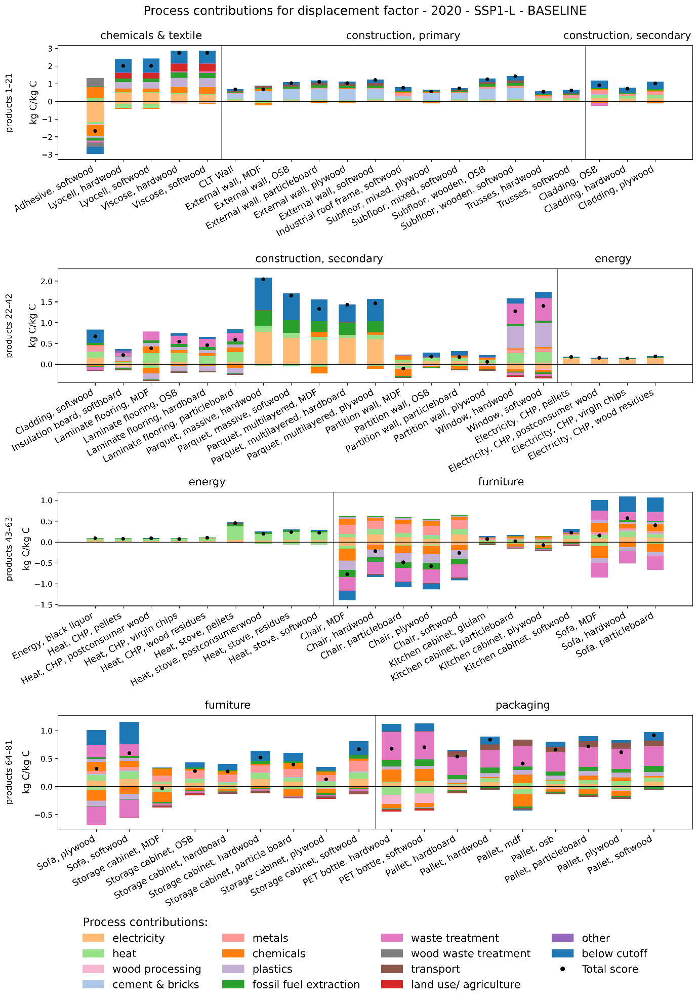 Process contributions for displacement factor - 2020 - SSP1-L - BASELINE
chemicals & textile
construction, primary
construction, secondary
products 1–21
kg C/kg C
3
2
1
0
−1
−2
−3
Adhesive, softwood
Lyocell, hardwood
Lyocell, softwood
Viscose, hardwood
Viscose, softwood
CLT Wall
External wall, MDF
External wall, OSB
External wall, particleboard
External wall, plywood
External wall, softwood
Industrial roof frame, softwood
Subfloor, mixed, plywood
Subfloor, mixed, softwood
Subfloor, wooden, OSB
Subfloor, wooden, softwood
Trusses, hardwood
Trusses, softwood
Cladding, OSB
Cladding, hardwood
Cladding, plywood
construction, secondary
energy
products 22–42
kg C/kg C
2.0
1.5
1.0
0.5
0.0
Cladding, softwood
Insulation board, softboard
Laminate flooring, MDF
Laminate flooring, OSB
Laminate flooring, hardboard
Laminate flooring, particleboard
Parquet, massive, hardwood
Parquet, massive, softwood
Parquet, multilayered, MDF
Parquet, multilayered, hardboard
Parquet, multilayered, plywood
Partition wall, MDF
Partition wall, OSB
Partition wall, particleboard
Partition wall, plywood
Window, hardwood
Window, softwood
Electricity, CHP, pellets
Electricity, CHP, postconsumer wood
Electricity, CHP, virgin chips
Electricity, CHP, wood residues
energy
furniture
products 43–63
kg C/kg C
1.0
0.5
0.0
−0.5
−1.0
−1.5
Energy, black liquor
Heat, CHP, pellets
Heat, CHP, postconsumer wood
Heat, CHP, virgin chips
Heat, CHP, wood residues
Heat, stove, pellets
Heat, stove, postconsumerwood
Heat, stove, residues
Heat, stove, softwood
Chair, MDF
Chair, hardwood
Chair, particleboard
Chair, plywood
Chair, softwood
Kitchen cabinet, glulam
Kitchen cabinet, particleboard
Kitchen cabinet, plywood
Kitchen cabinet, softwood
Sofa, MDF
Sofa, hardwood
Sofa, particleboard
furniture
packaging
products 64–81
kg C/kg C
1.0
0.5
0.0
−0.5
Sofa, plywood
Sofa, softwood
Storage cabinet, MDF
Storage cabinet, OSB
Storage cabinet, hardboard
Storage cabinet, hardwood
Storage cabinet, particle board
Storage cabinet, plywood
Storage cabinet, softwood
PET bottle, hardwood
PET bottle, softwood
Pallet, hardboard
Pallet, hardwood
Pallet, mdf
Pallet, osb
Pallet, particleboard
Pallet, plywood
Pallet, softwood
Process contributions:
electricity
heat
wood processing
cement & bricks
metals
chemicals
plastics
fossil fuel extraction
waste treatment
wood waste treatment
transport
land use/ agriculture
other
below cutoff
Total score